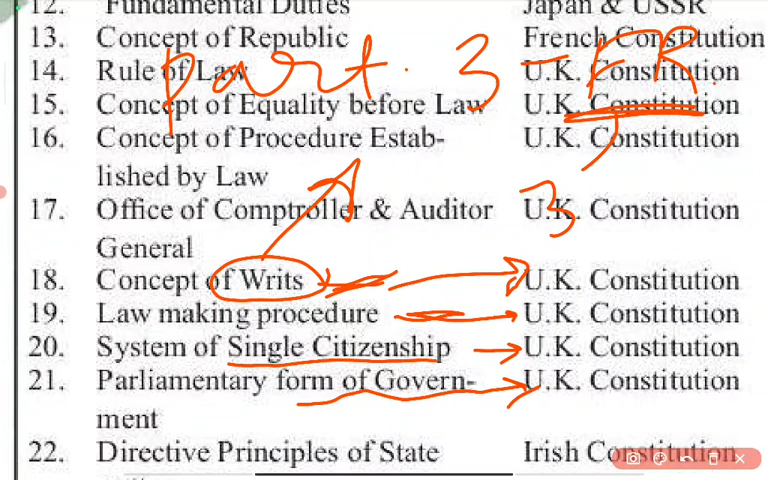 12. Fundamental Duties Japan & USSR
13. Concept of Republic French Constitution
14. Rule of Law U.K. Constitution
part. 3 - FR.
15. Concept of Equality before Law U.K. Constitution
16. Concept of Procedure Estab- U.K. Constitution
lished by Law
17. Office of Comptroller & Auditor U.K. Constitution
3
General
18. Concept of Writs U.K. Constitution
19. Law making procedure U.K. Constitution
20. System of Single Citizenship U.K. Constitution
21. Parliamentary form of Govern- U.K. Constitution
ment
22. Directive Principles of State Irish Constitution